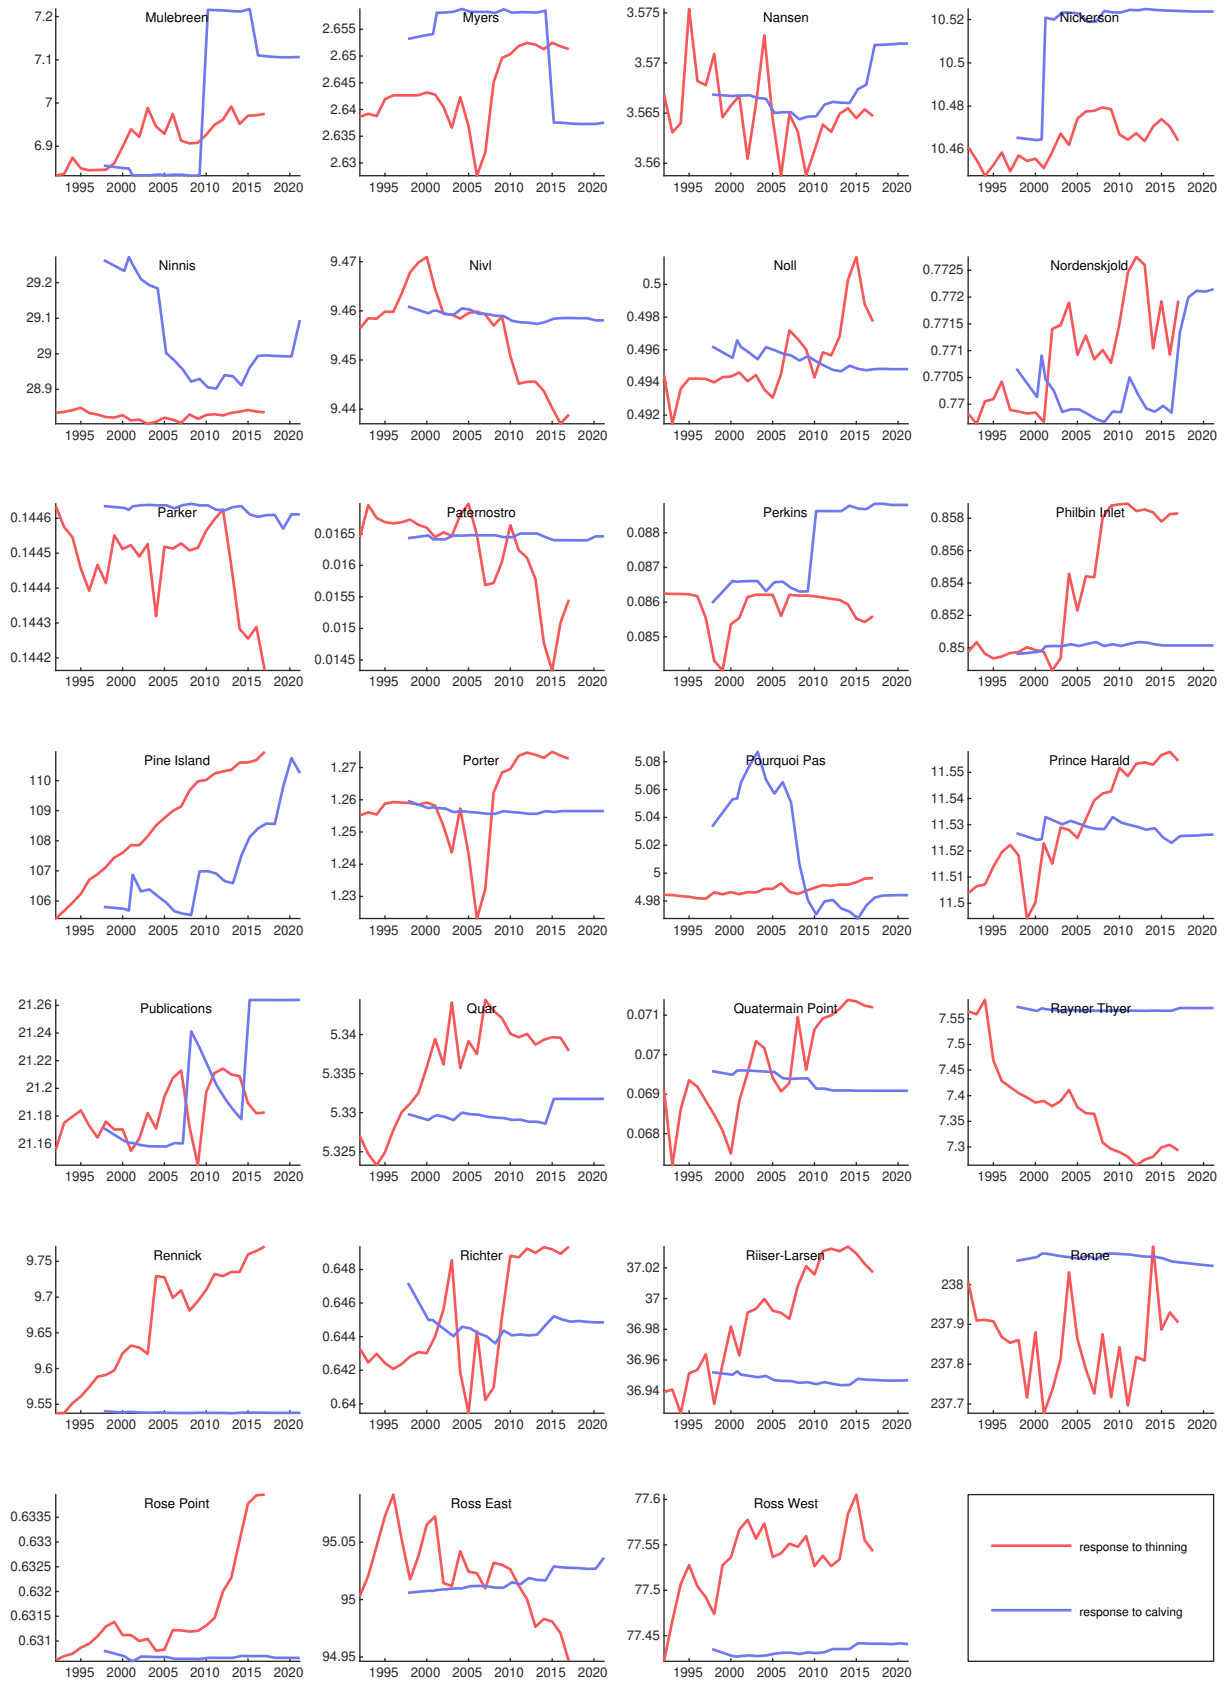 Mulebreen
7.2
7.1
7
6.9
1995 2000 2005 2010 2015 2020
Myers
2.655
2.65
2.645
2.64
2.635
2.63
1995 2000 2005 2010 2015 2020
Nansen
3.575
3.57
3.565
3.56
1995 2000 2005 2010 2015 2020
Nickerson
10.52
10.5
10.48
10.46
1995 2000 2005 2010 2015 2020
Ninnis
29.2
29.1
29
28.9
1995 2000 2005 2010 2015 2020
Nivl
9.47
9.46
9.45
9.44
1995 2000 2005 2010 2015 2020
Noll
0.5
0.498
0.496
0.494
0.492
1995 2000 2005 2010 2015 2020
Nordenskjold
0.7725
0.772
0.7715
0.771
0.7705
0.77
1995 2000 2005 2010 2015 2020
Parker
0.1446
0.1445
0.1444
0.1443
0.1442
1995 2000 2005 2010 2015 2020
Paternostro
0.0165
0.016
0.0155
0.015
0.0145
1995 2000 2005 2010 2015 2020
Perkins
0.088
0.087
0.086
0.085
1995 2000 2005 2010 2015 2020
Philbin Inlet
0.858
0.856
0.854
0.852
0.85
1995 2000 2005 2010 2015 2020
Pine Island
110
109
108
107
106
1995 2000 2005 2010 2015 2020
Porter
1.27
1.26
1.25
1.24
1.23
1995 2000 2005 2010 2015 2020
Pourquoi Pas
5.08
5.06
5.04
5.02
5
4.98
1995 2000 2005 2010 2015 2020
Prince Harald
11.55
11.54
11.53
11.52
11.51
11.5
1995 2000 2005 2010 2015 2020
Publications
21.26
21.24
21.22
21.2
21.18
21.16
1995 2000 2005 2010 2015 2020
Quar
5.34
5.335
5.33
5.325
1995 2000 2005 2010 2015 2020
Quatermain Point
0.071
0.07
0.069
0.068
1995 2000 2005 2010 2015 2020
Rayner Thyer
7.55
7.5
7.45
7.4
7.35
7.3
1995 2000 2005 2010 2015 2020
Rennick
9.75
9.7
9.65
9.6
9.55
1995 2000 2005 2010 2015 2020
Richter
0.648
0.646
0.644
0.642
0.64
1995 2000 2005 2010 2015 2020
Riiser-Larsen
37.02
37
36.98
36.96
36.94
1995 2000 2005 2010 2015 2020
Ronne
238
237.9
237.8
237.7
1995 2000 2005 2010 2015 2020
Rose Point
0.6335
0.633
0.6325
0.632
0.6315
0.631
1995 2000 2005 2010 2015 2020
Ross East
95.05
95
94.95
1995 2000 2005 2010 2015 2020
Ross West
77.6
77.55
77.5
77.45
1995 2000 2005 2010 2015 2020
response to thinning
response to calving